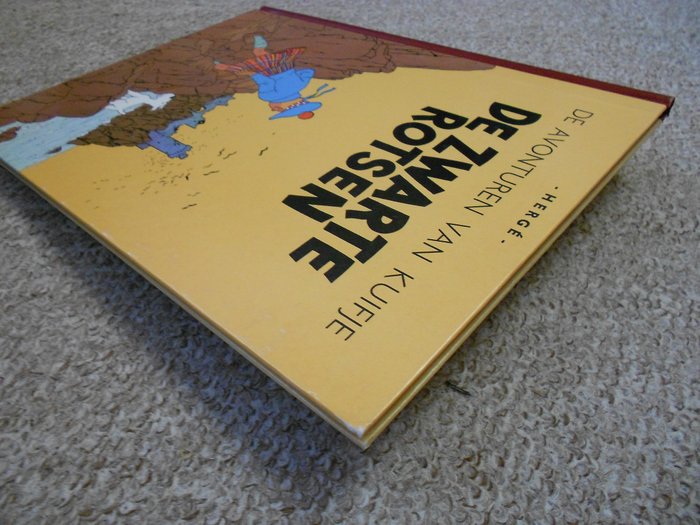 - HERGÉ -
DE AVONTUREN VAN KUIFJE
DE ZWARTE
ROTSEN